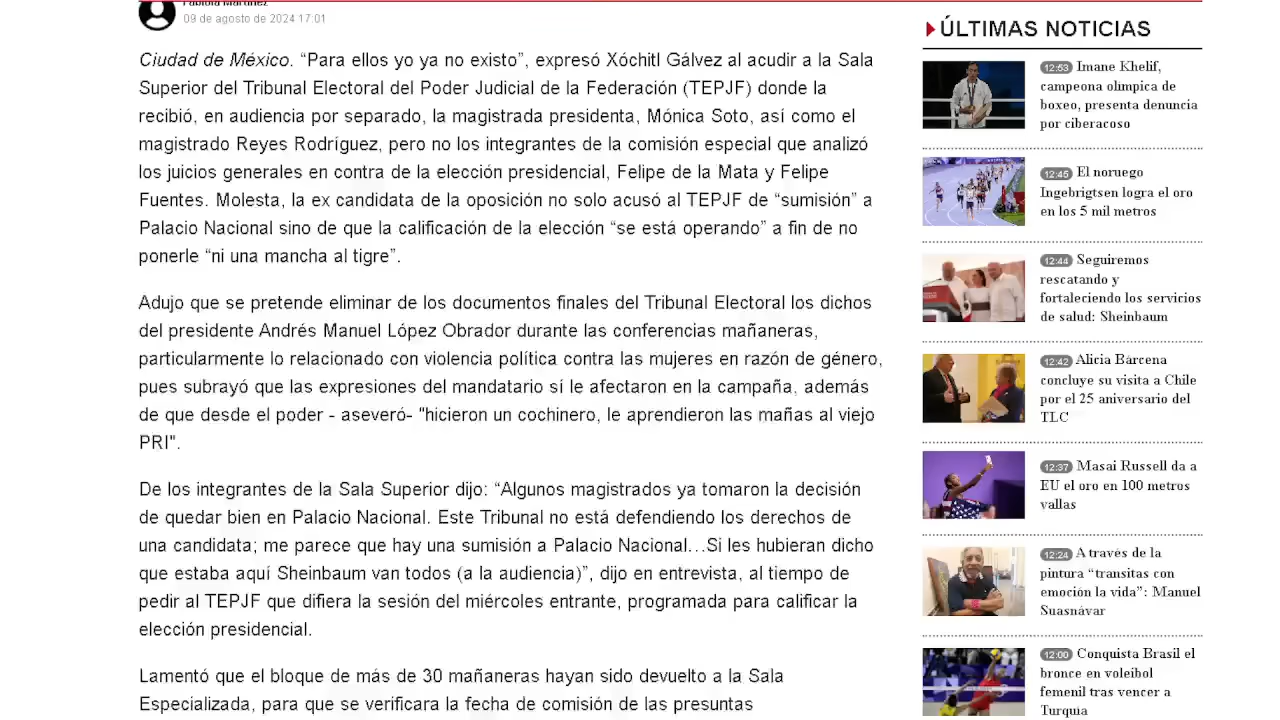 Fabiola Martínez
09 de agosto de 2024 17:01
Ciudad de México. “Para ellos yo ya no existo”, expresó Xóchitl Gálvez al acudir a la Sala
Superior del Tribunal Electoral del Poder Judicial de la Federación (TEPJF) donde la
recibió, en audiencia por separado, la magistrada presidenta, Mónica Soto, así como el
magistrado Reyes Rodríguez, pero no los integrantes de la comisión especial que analizó
los juicios generales en contra de la elección presidencial, Felipe de la Mata y Felipe
Fuentes. Molesta, la ex candidata de la oposición no solo acusó al TEPJF de “sumisión” a
Palacio Nacional sino de que la calificación de la elección “se está operando” a fin de no
ponerle “ni una mancha al tigre”.
Adujo que se pretende eliminar de los documentos finales del Tribunal Electoral los dichos
del presidente Andrés Manuel López Obrador durante las conferencias mañaneras,
particularmente lo relacionado con violencia política contra las mujeres en razón de género,
pues subrayó que las expresiones del mandatario sí le afectaron en la campaña, además
de que desde el poder - aseveró- "hicieron un cochinero, le aprendieron las mañas al viejo
PRI".
De los integrantes de la Sala Superior dijo: “Algunos magistrados ya tomaron la decisión
de quedar bien en Palacio Nacional. Este Tribunal no está defendiendo los derechos de
una candidata; me parece que hay una sumisión a Palacio Nacional…Si les hubieran dicho
que estaba aquí Sheinbaum van todos (a la audiencia)”, dijo en entrevista, al tiempo de
pedir al TEPJF que difiera la sesión del miércoles entrante, programada para calificar la
elección presidencial.
Lamentó que el bloque de más de 30 mañaneras hayan sido devuelto a la Sala
Especializada, para que se verificara la fecha de comisión de las presuntas
ÚLTIMAS NOTICIAS
12:53 Imane Khelif,
campeona olímpica de
boxeo, presenta denuncia
por ciberacoso
12:45 El noruego
Ingebrigtsen logra el oro
en los 5 mil metros
12:44 Seguiremos
rescatando y
fortaleciendo los servicios
de salud: Sheinbaum
12:42 Alicia Bárcena
concluye su visita a Chile
por el 25 aniversario del
TLC
12:37 Masai Russell da a
EU el oro en 100 metros
vallas
12:24 A través de la
pintura “transitas con
emoción la vida”: Manuel
Suasnávar
12:00 Conquista Brasil el
bronce en voleibol
femenil tras vencer a
Turquía